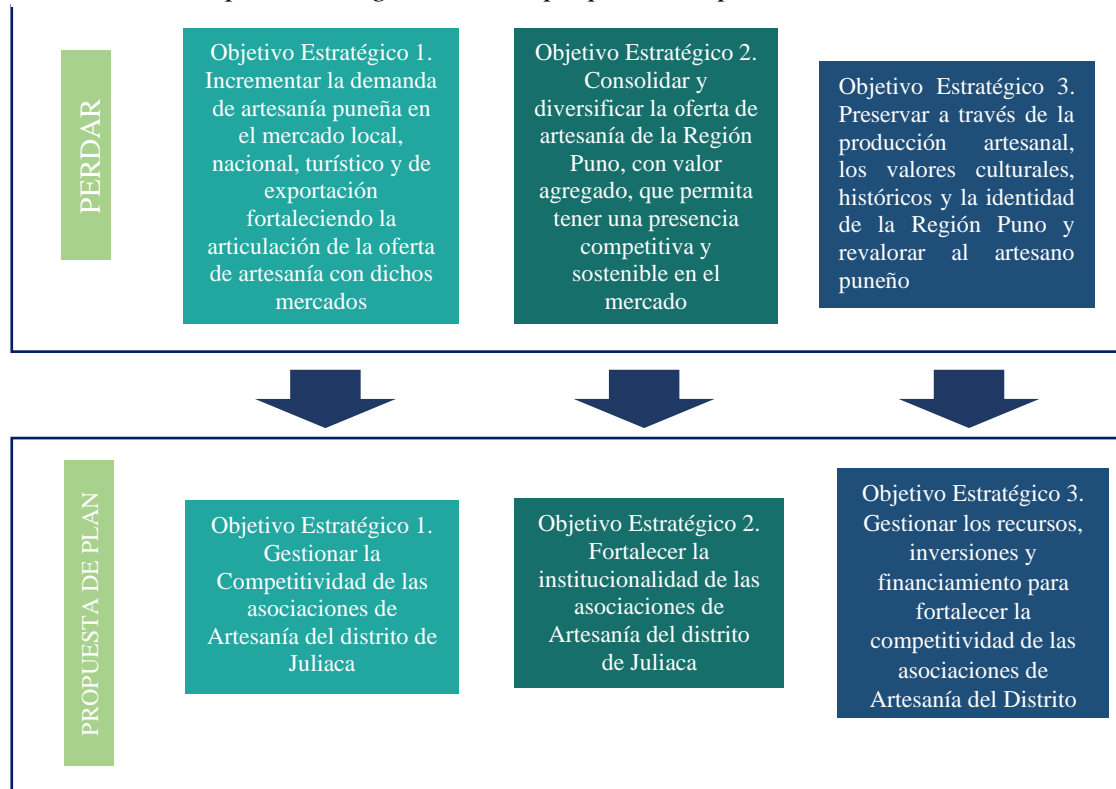 PERDAR
Objetivo Estratégico 1.
Incrementar la demanda
de artesanía puneña en
el mercado local,
nacional, turístico y de
exportación
fortaleciendo la
articulación de la oferta
de artesanía con dichos
mercados
Objetivo Estratégico 2.
Consolidar y
diversificar la oferta de
artesanía de la Región
Puno, con valor
agregado, que permita
tener una presencia
competitiva y
sostenible en el
mercado
Objetivo Estratégico 3.
Preservar a través de la
producción artesanal,
los valores culturales,
históricos y la identidad
de la Región Puno y
revalorar al artesano
puneño
PROPUESTA DE PLAN
Objetivo Estratégico 1.
Gestionar la
Competitividad de las
asociaciones de
Artesanía del distrito de
Juliaca
Objetivo Estratégico 2.
Fortalecer la
institucionalidad de las
asociaciones de
Artesanía del distrito
de Juliaca
Objetivo Estratégico 3.
Gestionar los recursos,
inversiones y
financiamiento para
fortalecer la
competitividad de las
asociaciones de
Artesanía del Distrito